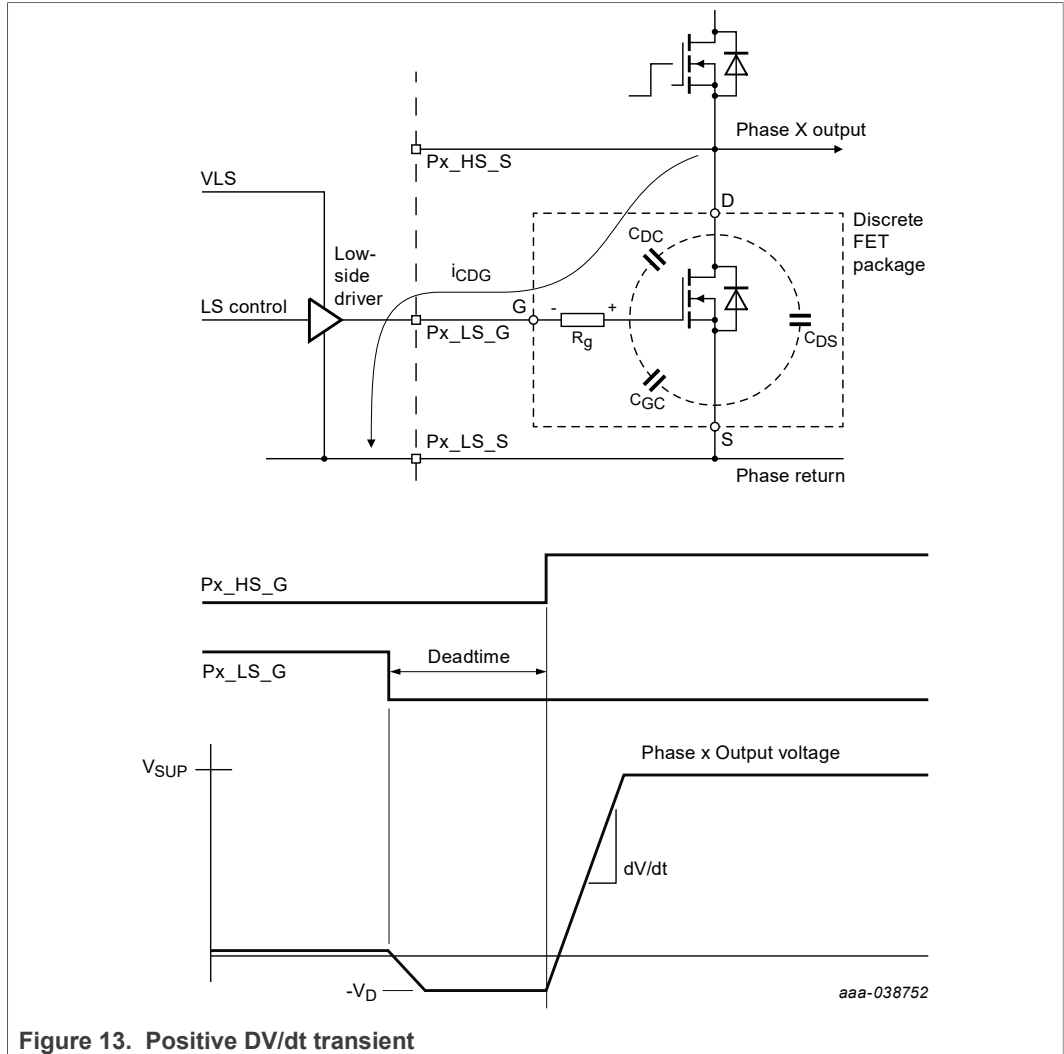 Phase X output
Px_HS_S
VLS
D
Discrete
FET
package
CDC
Low-
side
driver
iCDG
LS control
G
-
+
Px_LS_G
Rg
CDS
CGC
Px_LS_S
S
Phase return
Px_HS_G
Px_LS_G
Deadtime
Phase x Output voltage
VSUP
dV/dt
-VD
aaa-038752
Figure 13. Positive DV/dt transient